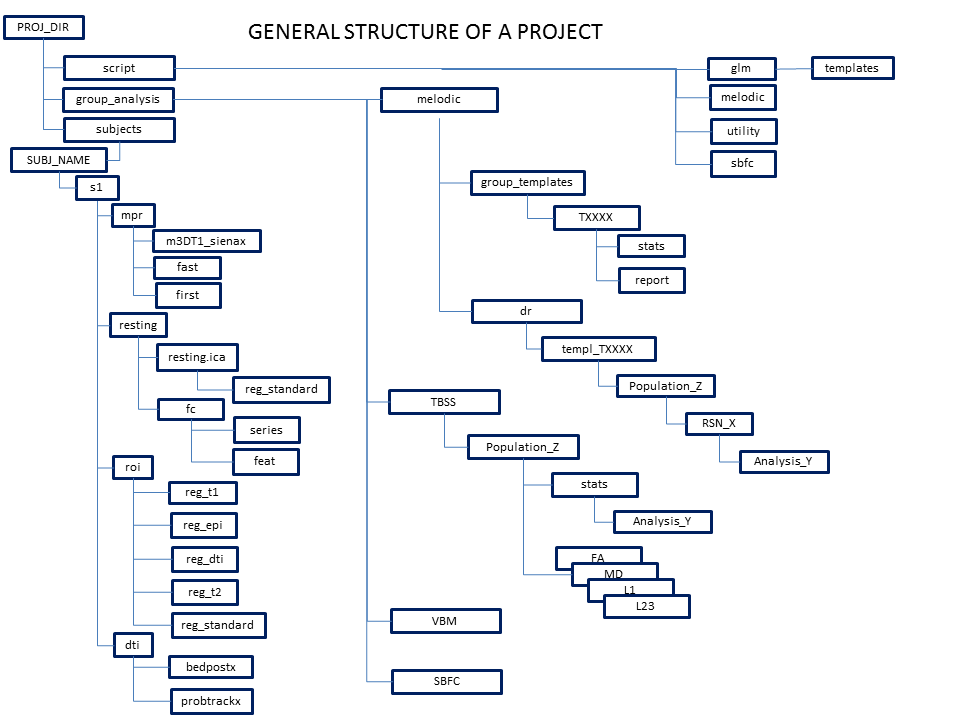 GENERAL STRUCTURE OF A PROJECT
PROJ_DIR
script
group_analysis
subjects
SUBJ_NAME
s1
mpr
m3DT1_sienax
fast
first
resting
resting.ica
reg_standard
fc
series
feat
roi
reg_t1
reg_epi
reg_dti
reg_t2
reg_standard
dti
bedpostx
probtrackx
melodic
group_templates
TXXXX
stats
report
dr
templ_TXXXX
Population_Z
RSN_X
Analysis_Y
TBSS
Population_Z
stats
Analysis_Y
FA
MD
L1
L23
VBM
SBFC
glm
templates
melodic
utility
sbfc